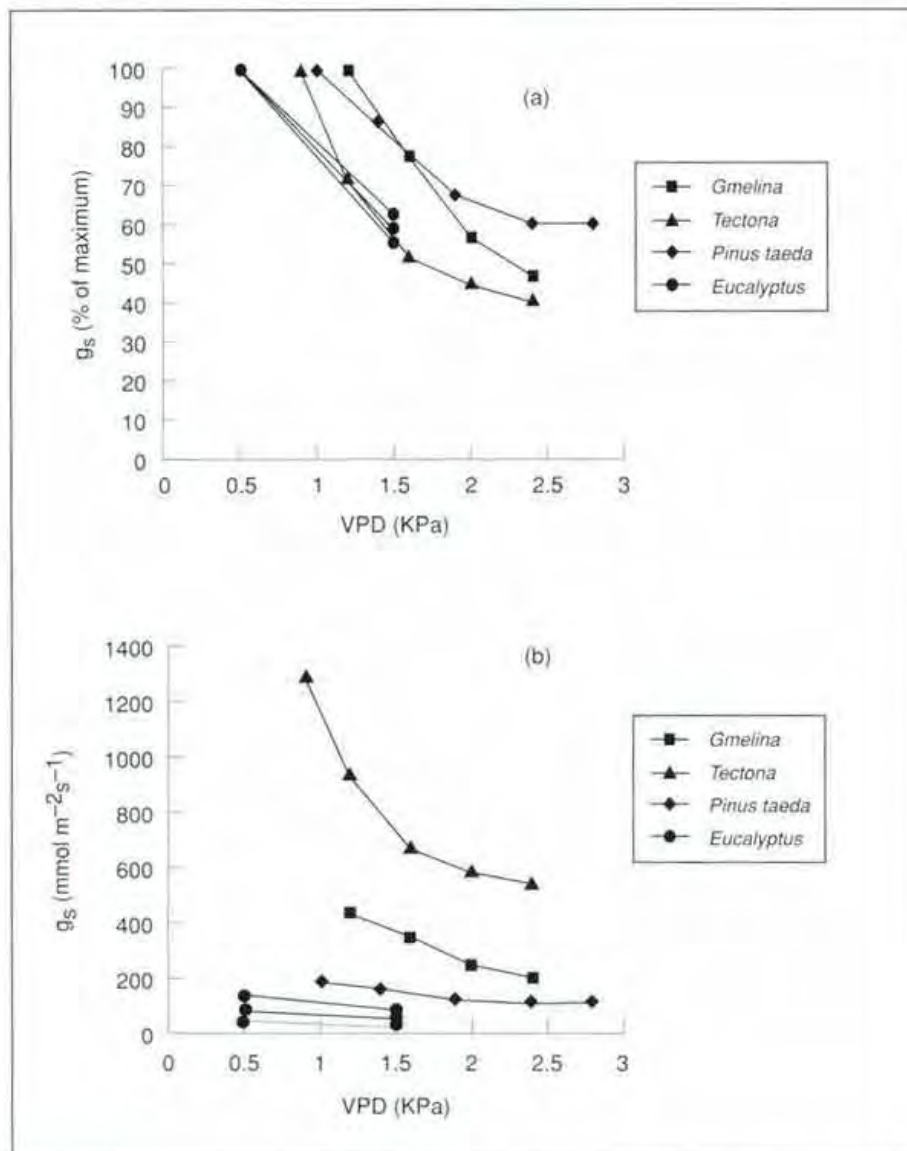 (a)
100
90
80
70
60
50
40
30
20
10
0
gs (% of maximum)
0 0.5 1 1.5 2 2.5 3
VPD (KPa)
Gmelina
Tectona
Pinus taeda
Eucalyptus
(b)
1400
1200
1000
800
600
400
200
0
gs (mmol m−2s−1)
0 0.5 1 1.5 2 2.5 3
VPD (KPa)
Gmelina
Tectona
Pinus taeda
Eucalyptus